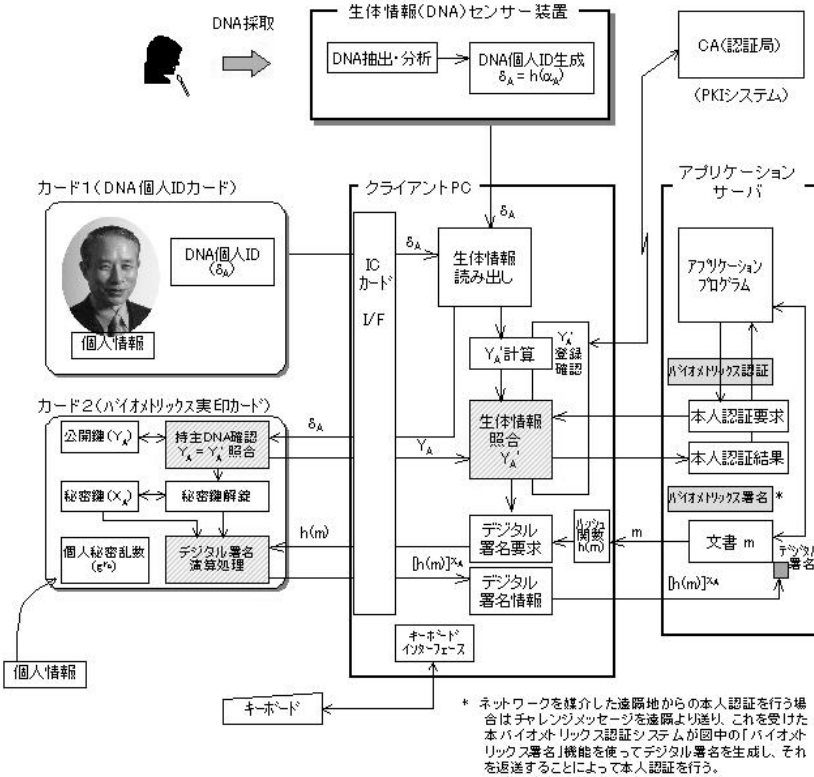 DNA採取
生体情報(DNA)センサー装置
DNA抽出・分析
DNA個人ID生成
δA = h(αA)
CA(認証局)
(PKIシステム)
カード1(DNA個人IDカード)
DNA個人ID
(δA)
個人情報
クライアントPC
δA
ICカード
I/F
δA
生体情報
読み出し
YA'計算
YA'
登録
確認
生体情報
照合
YA'
アプリケーション
サーバ
アプリケーション
プログラム
バイオメトリックス認証
本人認証要求
本人認証結果
バイオメトリックス署名 *
文書 m
デジタル
署名
カード2(バイオメトリックス実印カード)
公開鍵(YA)
持主DNA確認
YA = YA' 照合
δA
YA
秘密鍵(XA)
秘密鍵解錠
個人秘密乱数
デジタル署名
演算処理
h(m)
デジタル
署名要求
ハッシュ
関数
h(m)
m
[h(m)]XA
デジタル
署名情報
[h(m)]XA
個人情報
キーボード
インターフェース
キーボード
* ネットワークを媒介した遠隔地からの本人認証を行う場
合はチャレンジメッセージを遠隔より送り、これを受けた
本バイオメトリックス認証システムが図中の「バイオメト
リックス署名」機能を使ってデジタル署名を生成し、それ
を返送することによって本人認証を行う。